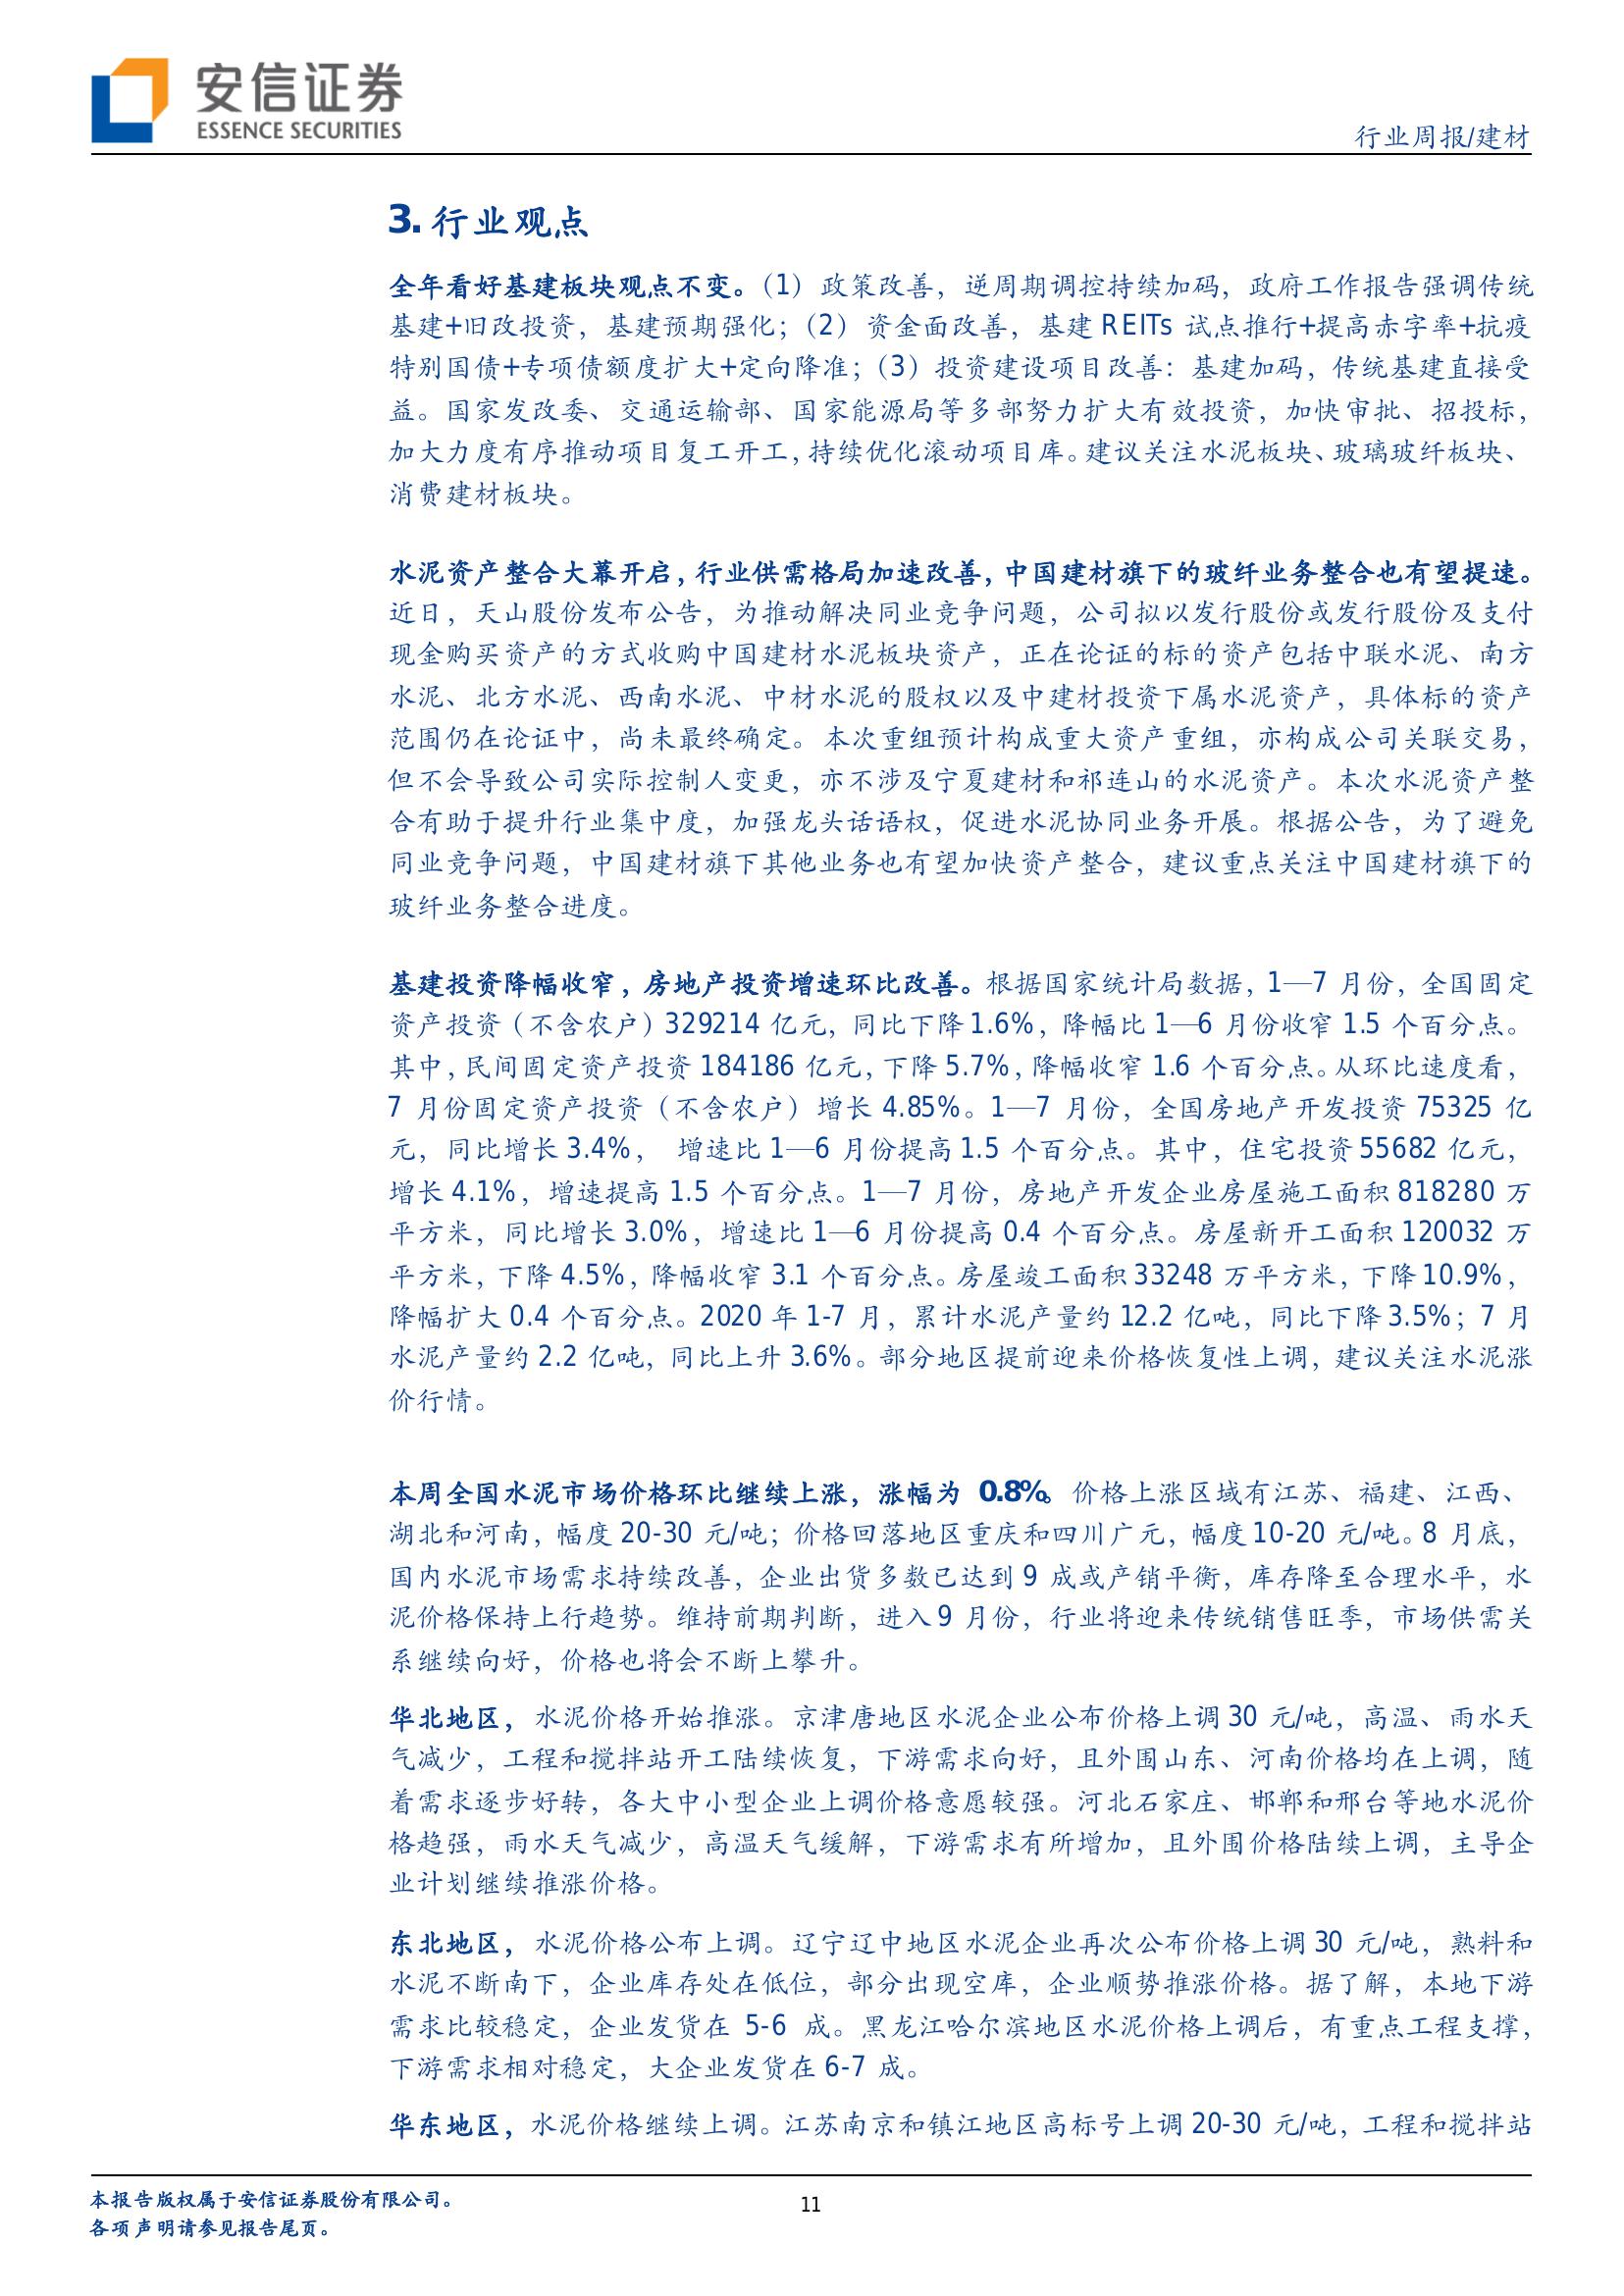 安信证券
ESSENCE SECURITIES
行业周报/建材
3. 行业观点
全年看好基建板块观点不变。（1）政策改善，逆周期调控持续加码，政府工作报告强调传统
基建+旧改投资，基建预期强化；（2）资金面改善，基建 REITs 试点推行+提高赤字率+抗疫
特别国债+专项债额度扩大+定向降准；（3）投资建设项目改善：基建加码，传统基建直接受
益。国家发改委、交通运输部、国家能源局等多部努力扩大有效投资，加快审批、招投标，
加大力度有序推动项目复工开工，持续优化滚动项目库。建议关注水泥板块、玻璃玻纤板块、
消费建材板块。
水泥资产整合大幕开启，行业供需格局加速改善，中国建材旗下的玻纤业务整合也有望提速。
近日，天山股份发布公告，为推动解决同业竞争问题，公司拟以发行股份或发行股份及支付
现金购买资产的方式收购中国建材水泥板块资产，正在论证的标的资产包括中联水泥、南方
水泥、北方水泥、西南水泥、中材水泥的股权以及中建材投资下属水泥资产，具体标的资产
范围仍在论证中，尚未最终确定。本次重组预计构成重大资产重组，亦构成公司关联交易，
但不会导致公司实际控制人变更，亦不涉及宁夏建材和祁连山的水泥资产。本次水泥资产整
合有助于提升行业集中度，加强龙头话语权，促进水泥协同业务开展。根据公告，为了避免
同业竞争问题，中国建材旗下其他业务也有望加快资产整合，建议重点关注中国建材旗下的
玻纤业务整合进度。
基建投资降幅收窄，房地产投资增速环比改善。根据国家统计局数据，1—7 月份，全国固定
资产投资（不含农户）329214 亿元，同比下降 1.6%，降幅比 1—6 月份收窄 1.5 个百分点。
其中，民间固定资产投资 184186 亿元，下降 5.7%，降幅收窄 1.6 个百分点。从环比速度看，
7 月份固定资产投资（不含农户）增长 4.85%。1—7 月份，全国房地产开发投资 75325 亿
元，同比增长 3.4%， 增速比 1—6 月份提高 1.5 个百分点。其中，住宅投资 55682 亿元，
增长 4.1%，增速提高 1.5 个百分点。1—7 月份，房地产开发企业房屋施工面积 818280 万
平方米，同比增长 3.0%，增速比 1—6 月份提高 0.4 个百分点。房屋新开工面积 120032 万
平方米，下降 4.5%，降幅收窄 3.1 个百分点。房屋竣工面积 33248 万平方米，下降 10.9%，
降幅扩大 0.4 个百分点。2020 年 1-7 月，累计水泥产量约 12.2 亿吨，同比下降 3.5%；7 月
水泥产量约 2.2 亿吨，同比上升 3.6%。部分地区提前迎来价格恢复性上调，建议关注水泥涨
价行情。
本周全国水泥市场价格环比继续上涨，涨幅为 0.8%。价格上涨区域有江苏、福建、江西、
湖北和河南，幅度 20-30 元/吨；价格回落地区重庆和四川广元，幅度 10-20 元/吨。8 月底，
国内水泥市场需求持续改善，企业出货多数已达到 9 成或产销平衡，库存降至合理水平，水
泥价格保持上行趋势。维持前期判断，进入 9 月份，行业将迎来传统销售旺季，市场供需关
系继续向好，价格也将会不断上攀升。
华北地区，水泥价格开始推涨。京津唐地区水泥企业公布价格上调 30 元/吨，高温、雨水天
气减少，工程和搅拌站开工陆续恢复，下游需求向好，且外围山东、河南价格均在上调，随
着需求逐步好转，各大中小型企业上调价格意愿较强。河北石家庄、邯郸和邢台等地水泥价
格趋强，雨水天气减少，高温天气缓解，下游需求有所增加，且外围价格陆续上调，主导企
业计划继续推涨价格。
东北地区，水泥价格公布上调。辽宁辽中地区水泥企业再次公布价格上调 30 元/吨，熟料和
水泥不断南下，企业库存处在低位，部分出现空库，企业顺势推涨价格。据了解，本地下游
需求比较稳定，企业发货在 5-6 成。黑龙江哈尔滨地区水泥价格上调后，有重点工程支撑，
下游需求相对稳定，大企业发货在 6-7 成。
华东地区，水泥价格继续上调。江苏南京和镇江地区高标号上调 20-30 元/吨，工程和搅拌站
本报告版权属于安信证券股份有限公司。
各项声明请参见报告尾页。
11